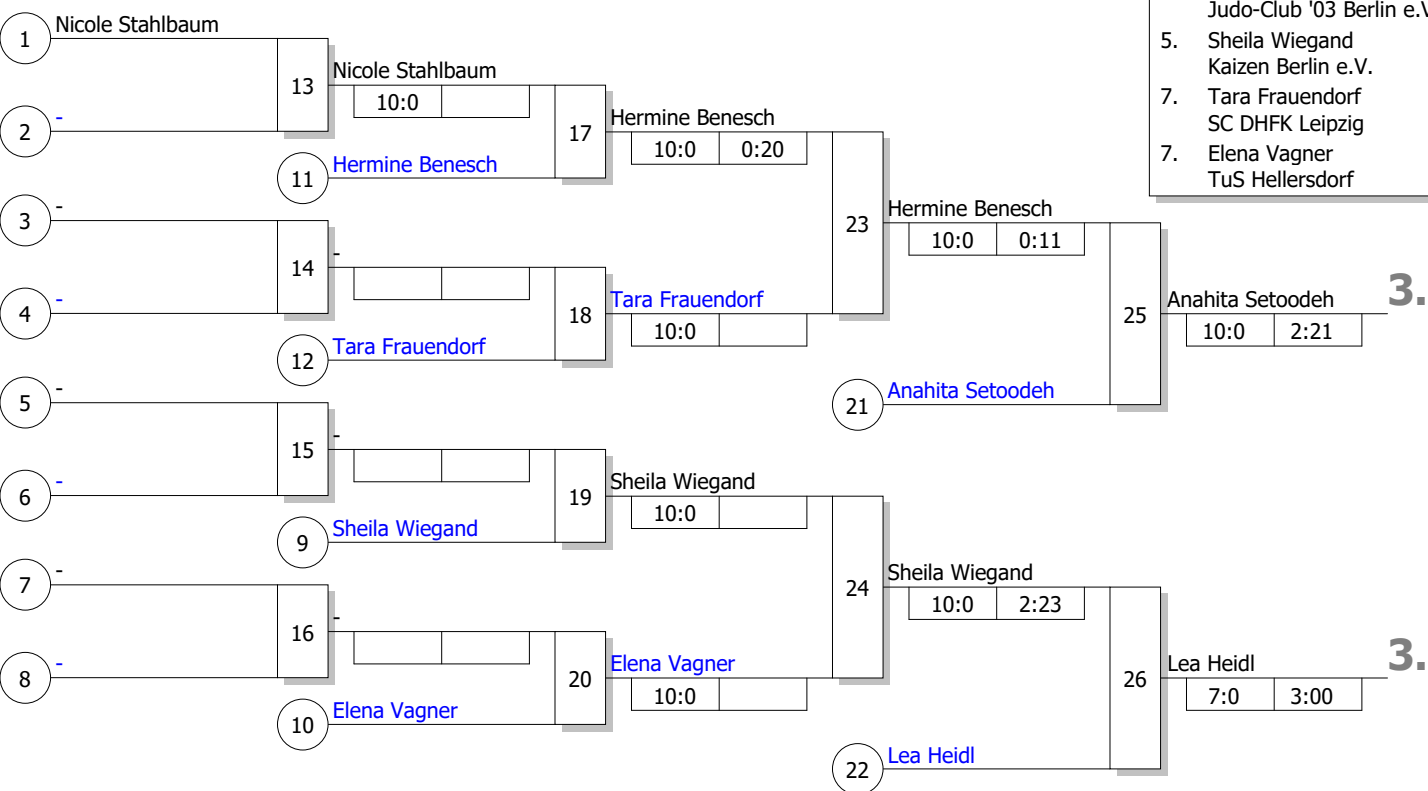 Judo-Club '03 Berlin e.V
5. Sheila Wiegand
Kaizen Berlin e.V.
7. Tara Frauendorf
SC DHFK Leipzig
7. Elena Vagner
TuS Hellersdorf
1 Nicole Stahlbaum
13 Nicole Stahlbaum
10:0
2 -
17 Hermine Benesch
10:0 0:20
11 Hermine Benesch
3 -
23 Hermine Benesch
10:0 0:11
14 -
4 -
18 Tara Frauendorf
10:0
12 Tara Frauendorf
25 Anahita Setoodeh 3.
10:0 2:21
5 -
21 Anahita Setoodeh
15 -
6 -
19 Sheila Wiegand
10:0
9 Sheila Wiegand
7 -
24 Sheila Wiegand
10:0 2:23
16 -
8 -
20 Elena Vagner
10:0
10 Elena Vagner
26 Lea Heidl 3.
7:0 3:00
22 Lea Heidl